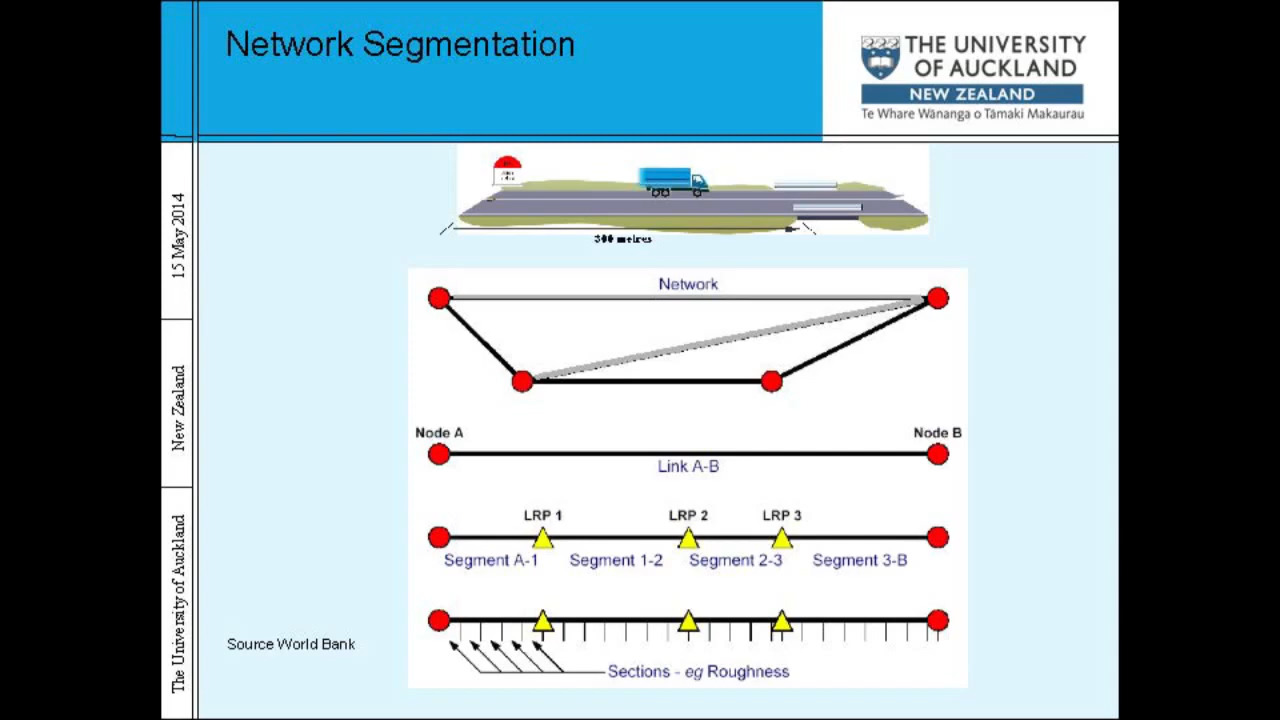 Network Segmentation
THE UNIVERSITY
OF AUCKLAND
NEW ZEALAND
Te Whare Wānanga o Tāmaki Makaurau
15 May 2014
New Zealand
The University of Auckland
300 metres
Network
Node A
Node B
Link A-B
LRP 1
LRP 2
LRP 3
Segment A-1
Segment 1-2
Segment 2-3
Segment 3-B
Source World Bank
Sections - eg Roughness